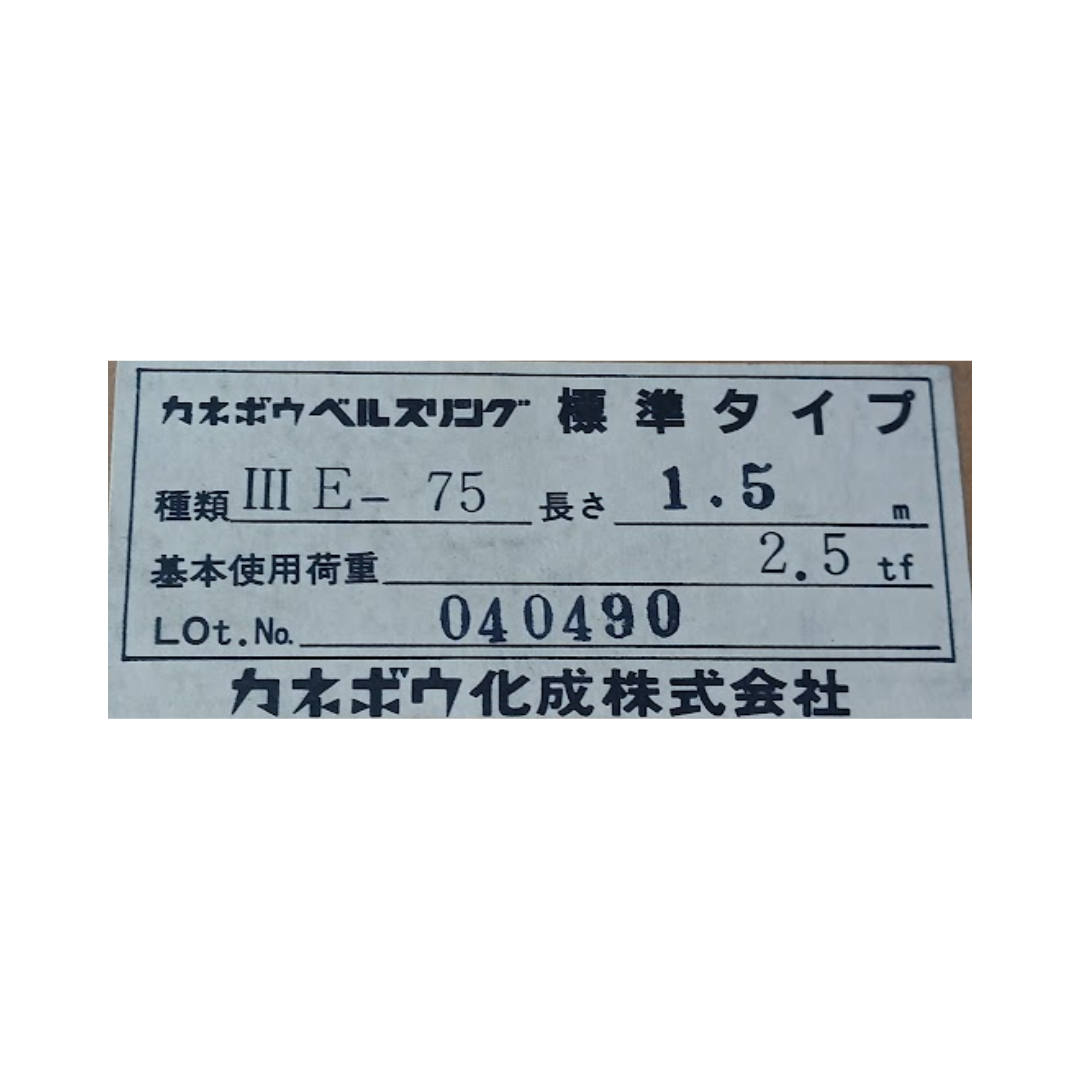 カネボウベルスリング 標準タイプ
種類 III E- 75 長さ 1.5 m
基本使用荷重 2.5 tf
LOt.No. 040490
カネボウ化成株式会社